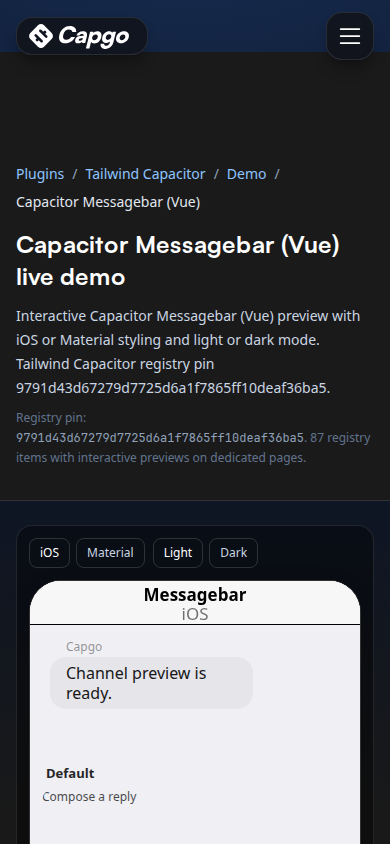 Capgo
Plugins / Tailwind Capacitor / Demo /
Capacitor Messagebar (Vue)
Capacitor Messagebar (Vue)
live demo
Interactive Capacitor Messagebar (Vue) preview with
iOS or Material styling and light or dark mode.
Tailwind Capacitor registry pin
9791d43d67279d7725d6a1f7865ff10deaf36ba5.
Registry pin:
9791d43d67279d7725d6a1f7865ff10deaf36ba5. 87 registry
items with interactive previews on dedicated pages.
iOS Material Light Dark
Messagebar
iOS
Capgo
Channel preview is
ready.
Default
Compose a reply